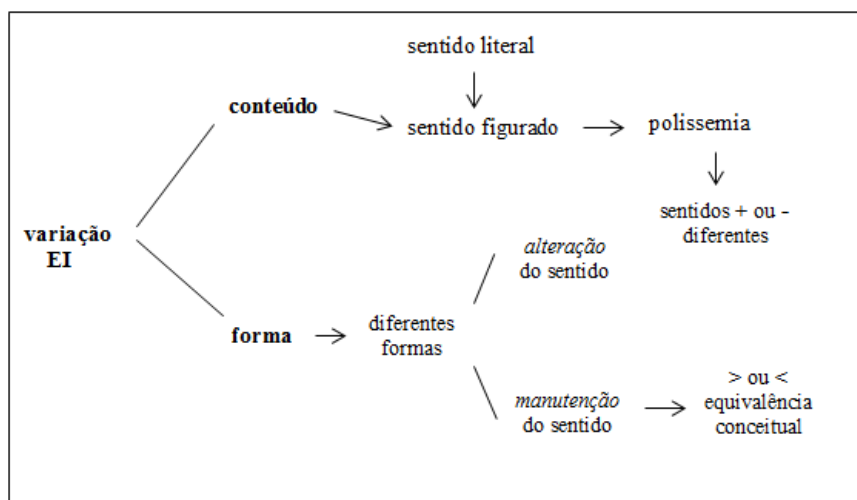 sentido literal
conteúdo
sentido figurado
polissemia
sentidos + ou -
diferentes
variação
EI
alteração
do sentido
forma
diferentes
formas
manutenção
do sentido
> ou <
equivalência
conceitual